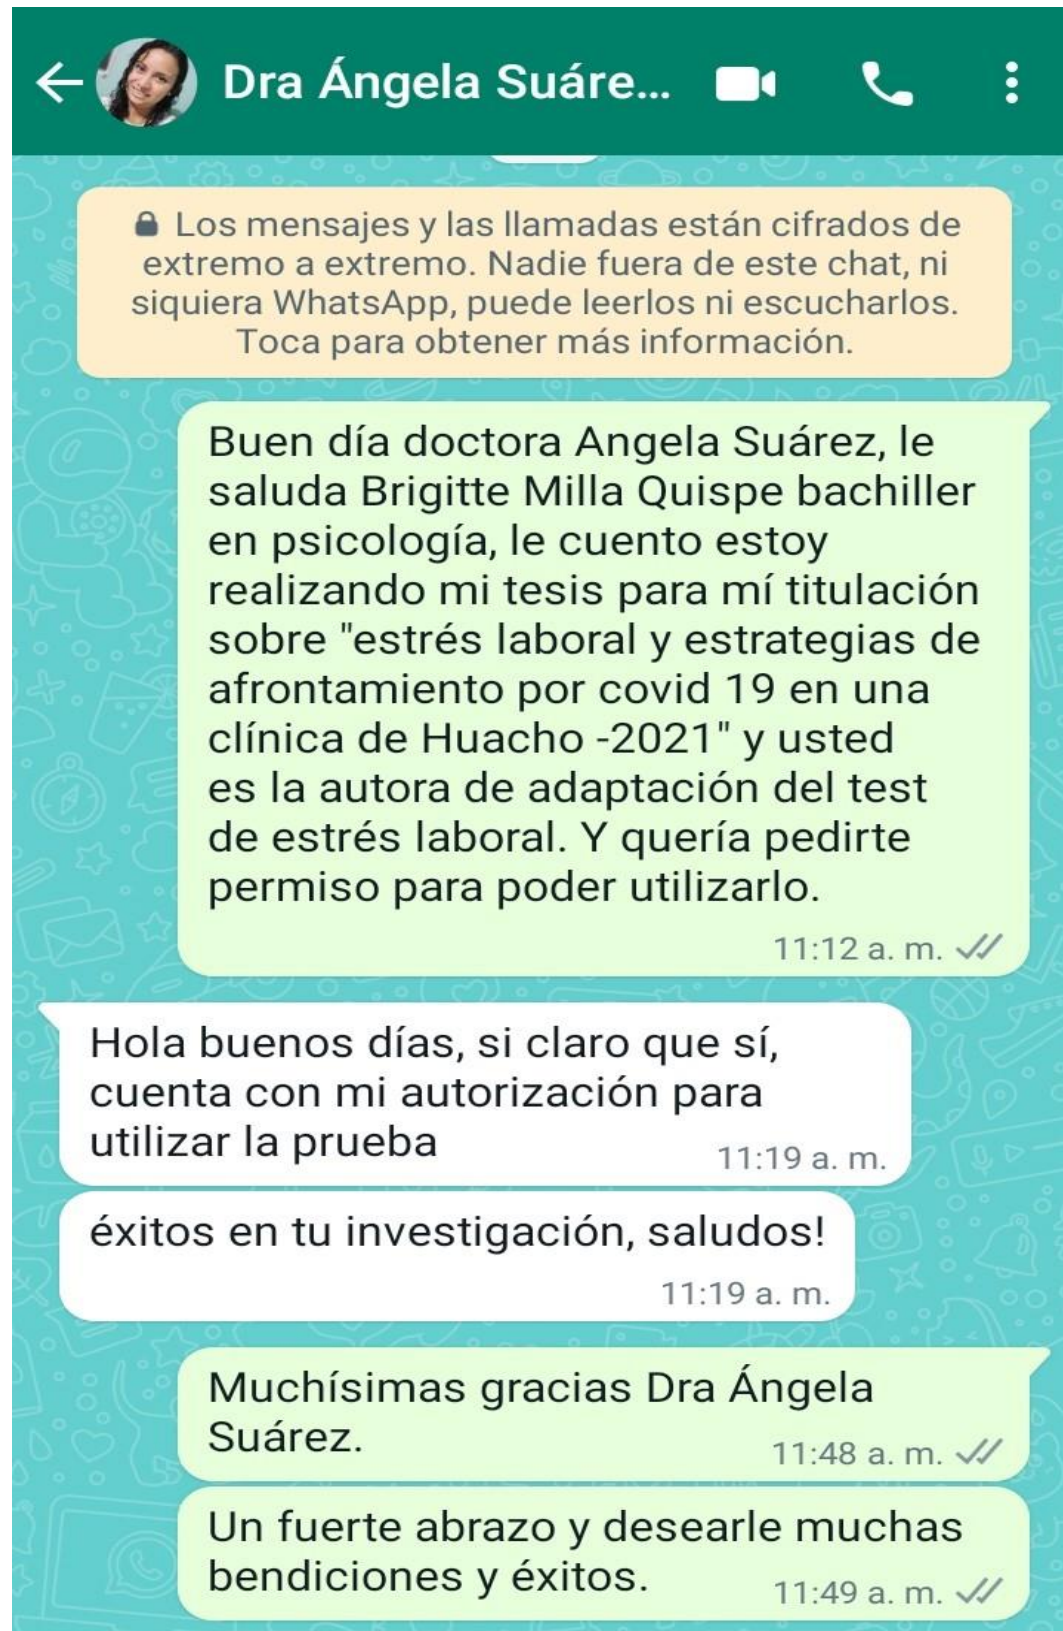 Dra Ángela Suáre...
Los mensajes y las llamadas están cifrados de
extremo a extremo. Nadie fuera de este chat, ni
siquiera WhatsApp, puede leerlos ni escucharlos.
Toca para obtener más información.
Buen día doctora Angela Suárez, le
saluda Brigitte Milla Quispe bachiller
en psicología, le cuento estoy
realizando mi tesis para mí titulación
sobre "estrés laboral y estrategias de
afrontamiento por covid 19 en una
clínica de Huacho -2021" y usted
es la autora de adaptación del test
de estrés laboral. Y quería pedirte
permiso para poder utilizarlo.
11:12 a. m.
Hola buenos días, si claro que sí,
cuenta con mi autorización para
utilizar la prueba
11:19 a. m.
éxitos en tu investigación, saludos!
11:19 a. m.
Muchísimas gracias Dra Ángela
Suárez.
11:48 a. m.
Un fuerte abrazo y desearle muchas
bendiciones y éxitos.
11:49 a. m.